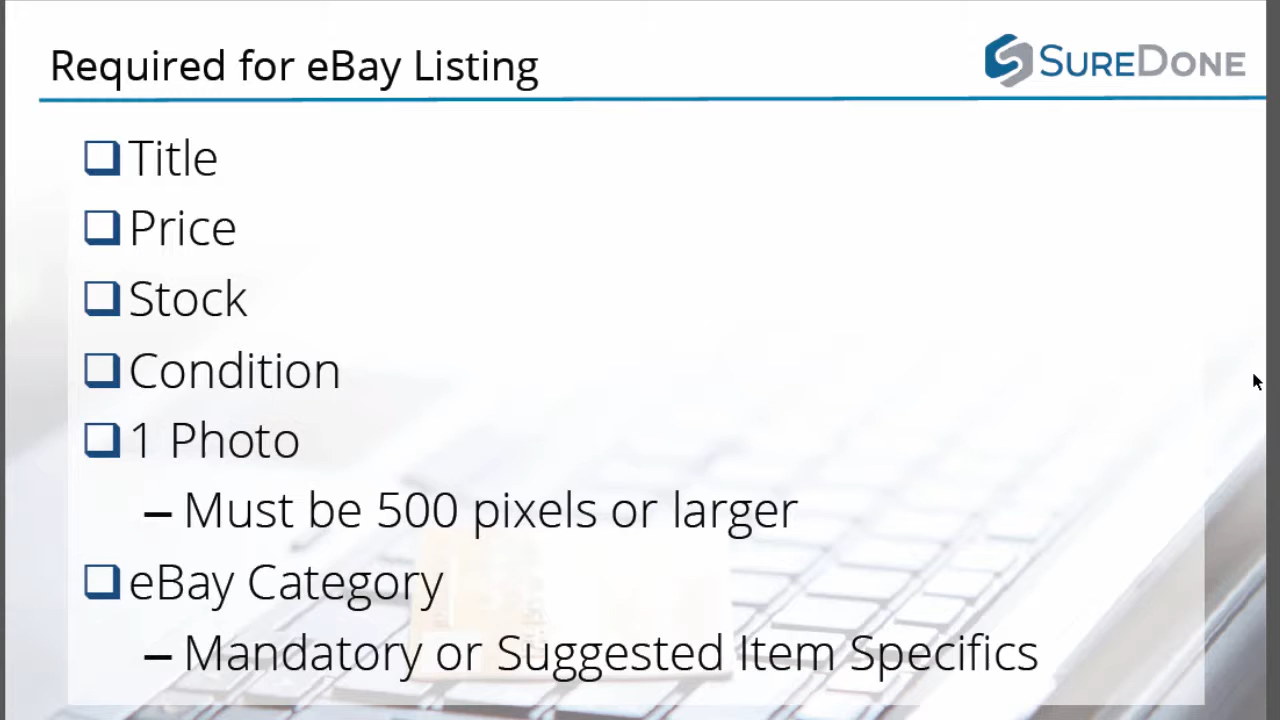 Required for eBay Listing
SUREDONE
Title
Price
Stock
Condition
1 Photo
– Must be 500 pixels or larger
eBay Category
– Mandatory or Suggested Item Specifics